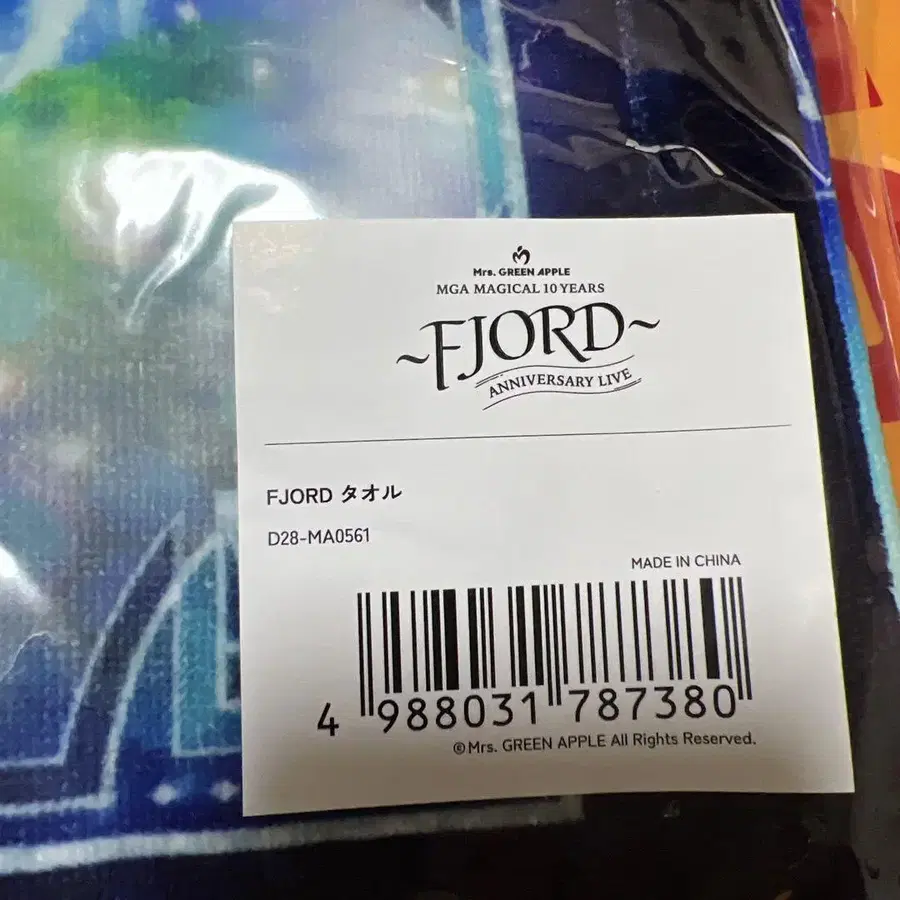 Mrs. GREEN APPLE
MGA MAGICAL 10 YEARS
~FJORD~
ANNIVERSARY LIVE
FJORD タオル
D28-MA0561
MADE IN CHINA
4 988031 787380
©Mrs. GREEN APPLE All Rights Reserved.